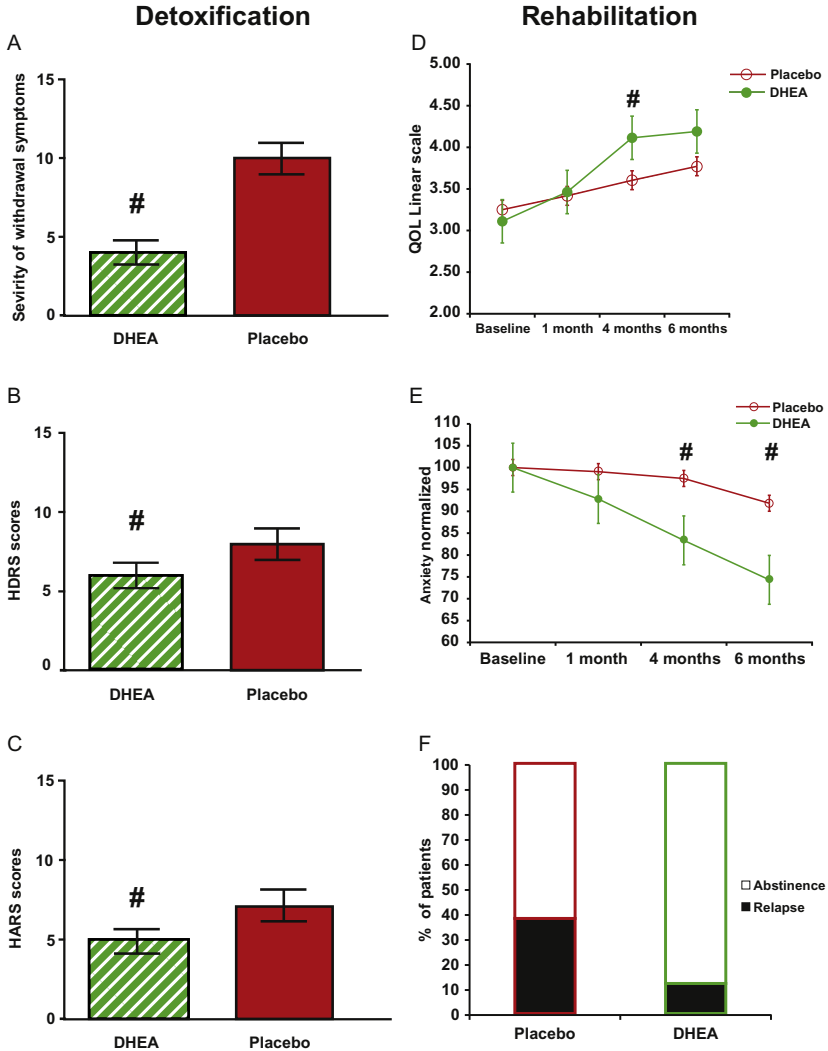 Detoxification
Rehabilitation
A
15
10
5
0
Sevirity of withdrawal symptoms
#
DHEA
Placebo
B
15
10
5
0
HDRS scores
#
DHEA
Placebo
C
15
10
5
0
HARS scores
#
DHEA
Placebo
D
5.00
4.50
4.00
3.50
3.00
2.50
2.00
QOL Linear scale
#
Placebo
DHEA
Baseline
1 month
4 months
6 months
E
110
105
100
95
90
85
80
75
70
65
60
Anxiety normalized
Placebo
DHEA
#
#
Baseline
1 month
4 months
6 months
F
100
90
80
70
60
50
40
30
20
10
0
% of patients
Abstinence
Relapse
Placebo
DHEA